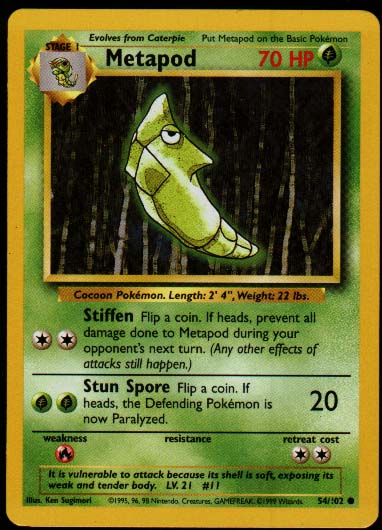 Evolves from Caterpie
Put Metapod on the Basic Pokémon
STAGE 1
Metapod 70 HP
Cocoon Pokémon. Length: 2' 4", Weight: 22 lbs.
Stiffen Flip a coin. If heads, prevent all
damage done to Metapod during your
opponent's next turn. (Any other effects of
attacks still happen.)
Stun Spore Flip a coin. If
heads, the Defending Pokémon is
now Paralyzed.
20
weakness resistance retreat cost
It is vulnerable to attack because its shell is soft, exposing its
weak and tender body. LV. 21 #11
Illus. Ken Sugimori ©1995, 96, 98 Nintendo, Creatures, GAMEFREAK. ©1999 Wizards. 54/102